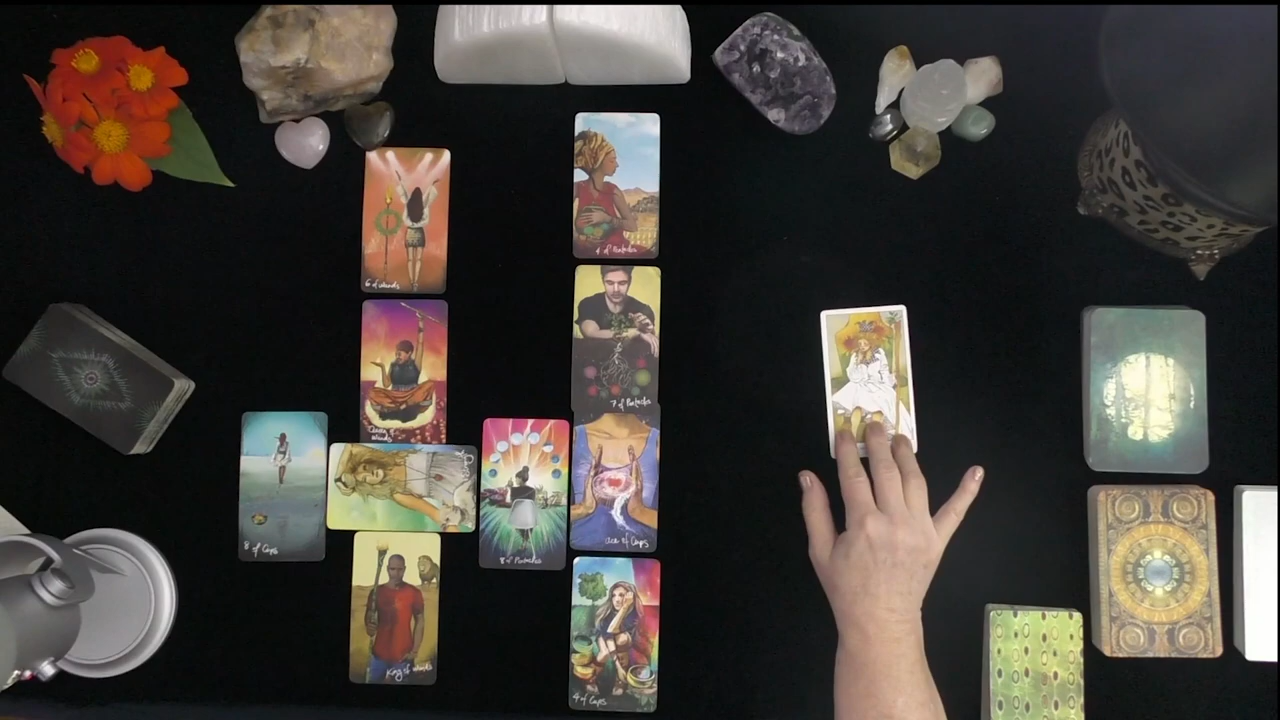 6 of wands
4 of Pentacles
Queen of
wands
7 of Pentacles
8 of Cups
8 of Pentacles
Ace of Cups
King of wands
4 of Cups